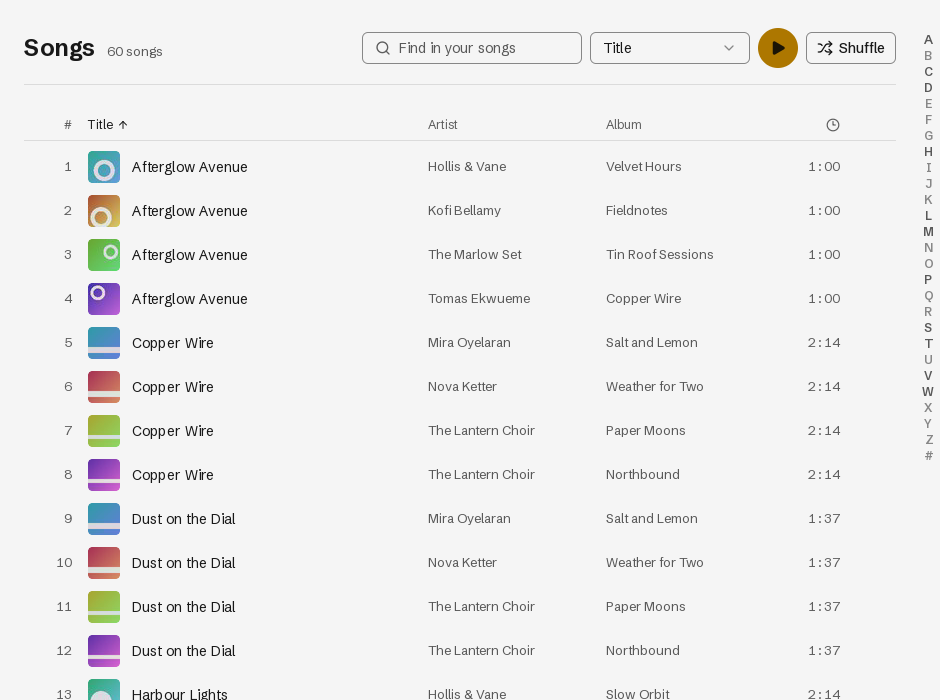 Songs 60 songs Find in your songs Title Shuffle
# Title Artist Album
1 Afterglow Avenue Hollis & Vane Velvet Hours 1:00
2 Afterglow Avenue Kofi Bellamy Fieldnotes 1:00
3 Afterglow Avenue The Marlow Set Tin Roof Sessions 1:00
4 Afterglow Avenue Tomas Ekwueme Copper Wire 1:00
5 Copper Wire Mira Oyelaran Salt and Lemon 2:14
6 Copper Wire Nova Ketter Weather for Two 2:14
7 Copper Wire The Lantern Choir Paper Moons 2:14
8 Copper Wire The Lantern Choir Northbound 2:14
9 Dust on the Dial Mira Oyelaran Salt and Lemon 1:37
10 Dust on the Dial Nova Ketter Weather for Two 1:37
11 Dust on the Dial The Lantern Choir Paper Moons 1:37
12 Dust on the Dial The Lantern Choir Northbound 1:37
13 Harbour Lights Hollis & Vane Slow Orbit 2:14
A
B
C
D
E
F
G
H
I
J
K
L
M
N
O
P
Q
R
S
T
U
V
W
X
Y
Z
#